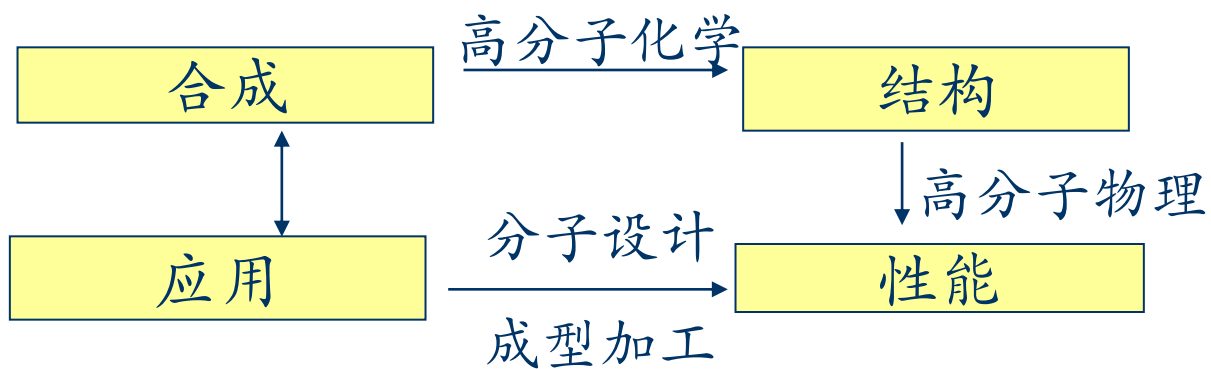 高分子化学
合成
结构
高分子物理
分子设计
应用
性能
成型加工